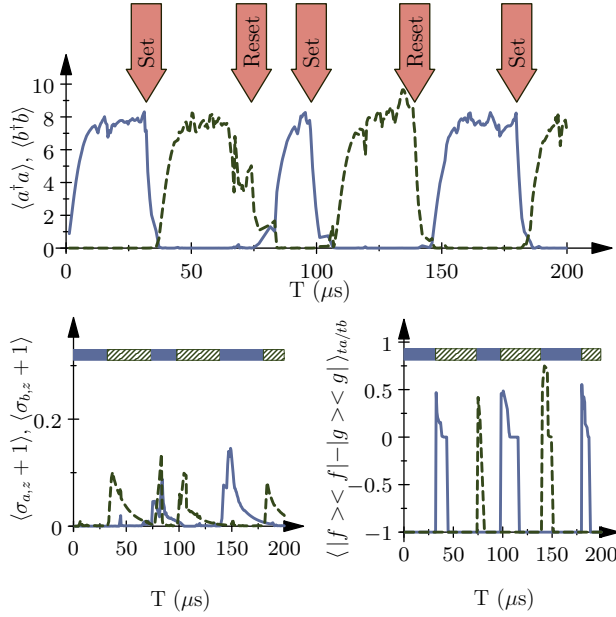 Set
Reset
Set
Reset
Set
10
8
6
4
2
0
⟨a†a⟩, ⟨b†b⟩
0
50
100
150
200
T (μs)
0.2
0
⟨σa,z + 1⟩, ⟨σb,z + 1⟩
0
50
100
150
200
T (μs)
1
0.5
0
−0.5
−1
⟨|f >< f|−|g >< g|⟩ta/tb
0
50
100
150
200
T (μs)